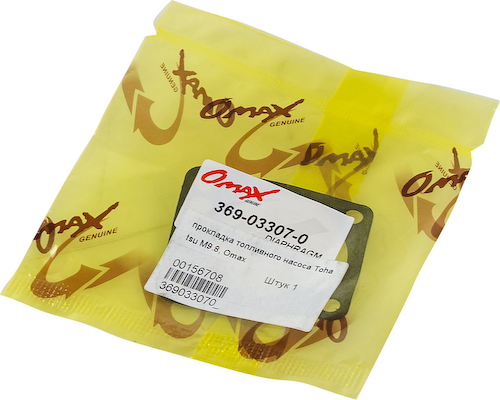 Omax
GENUINE
Omax
GENUINE
Omax
GENUINE
369-03307-0
DIAPHRAGM
прокладка топливного насоса Toha
tsu M9.8, Omax
00156708
Штук 1
369033070